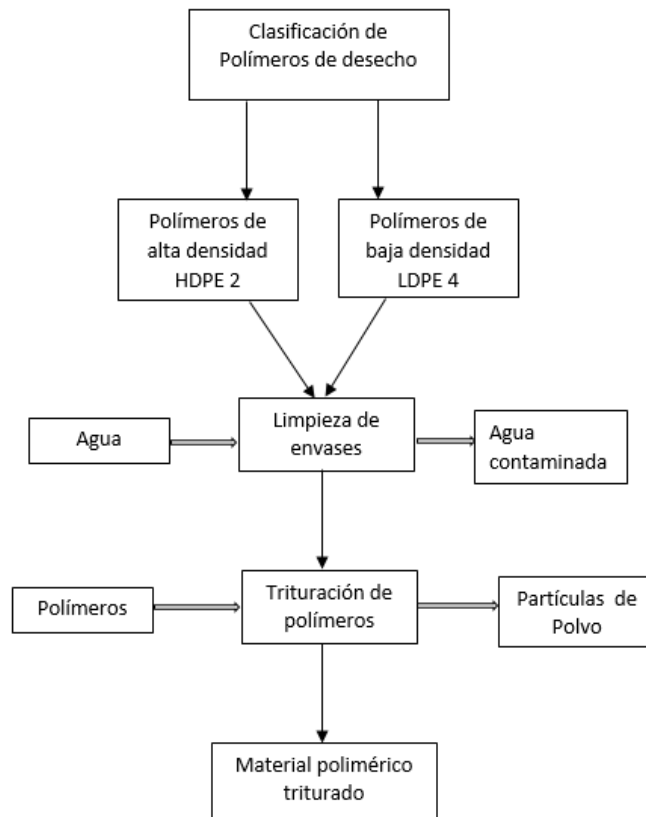 Clasificación de
Polímeros de desecho
Polímeros de
alta densidad
HDPE 2
Polímeros de
baja densidad
LDPE 4
Agua
Limpieza de
envases
Agua
contaminada
Polímeros
Trituración de
polímeros
Partículas de
Polvo
Material polimérico
triturado